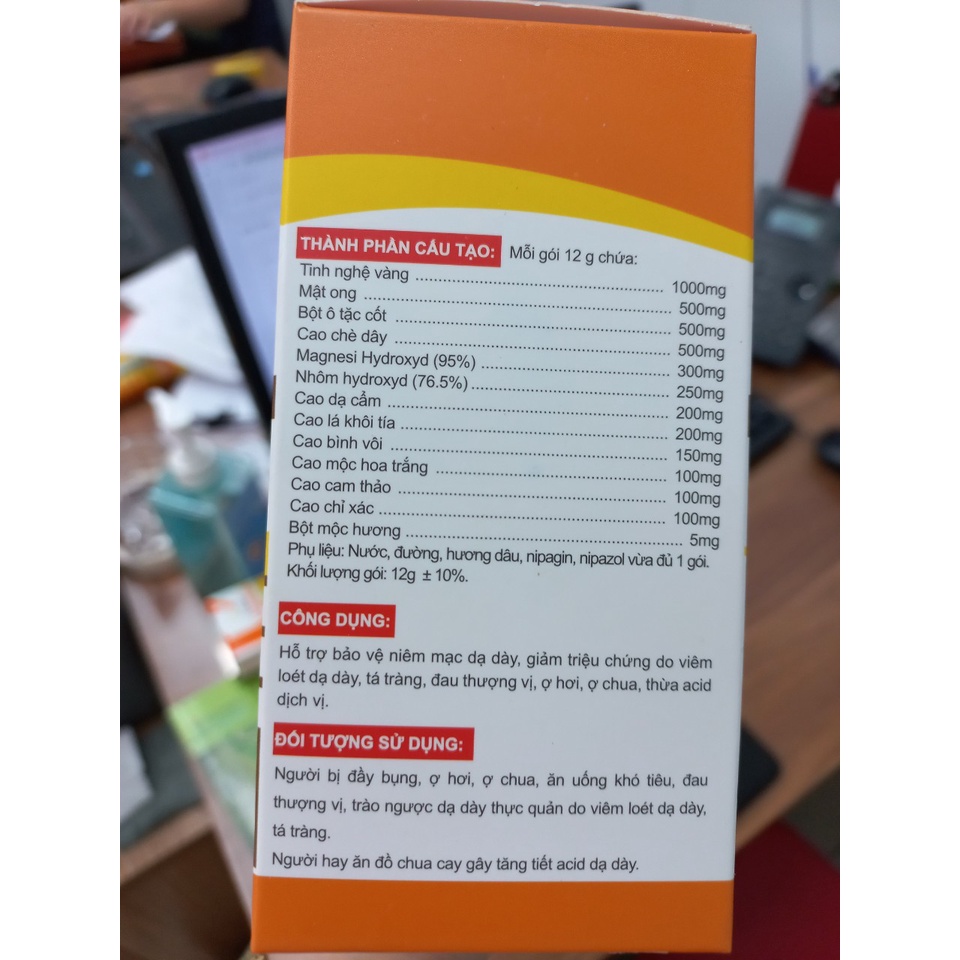 THÀNH PHẦN CẤU TẠO: Mỗi gói 12 g chứa:
Tinh nghệ vàng ........ 1000mg
Mật ong ........ 500mg
Bột ô tặc cốt ........ 500mg
Cao chè dây ........ 500mg
Magnesi Hydroxyd (95%) ........ 300mg
Nhôm hydroxyd (76.5%) ........ 250mg
Cao dạ cẩm ........ 200mg
Cao lá khôi tía ........ 200mg
Cao bình vôi ........ 150mg
Cao mộc hoa trắng ........ 100mg
Cao cam thảo ........ 100mg
Cao chỉ xác ........ 100mg
Bột mộc hương ........ 5mg
Phụ liệu: Nước, đường, hương dâu, nipagin, nipazol vừa đủ 1 gói.
Khối lượng gói: 12g ± 10%.
CÔNG DỤNG:
Hỗ trợ bảo vệ niêm mạc dạ dày, giảm triệu chứng do viêm
loét dạ dày, tá tràng, đau thượng vị, ợ hơi, ợ chua, thừa acid
dịch vị.
ĐỐI TƯỢNG SỬ DỤNG:
Người bị đầy bụng, ợ hơi, ợ chua, ăn uống khó tiêu, đau
thượng vị, trào ngược dạ dày thực quản do viêm loét dạ dày,
tá tràng.
Người hay ăn đồ chua cay gây tăng tiết acid dạ dày.